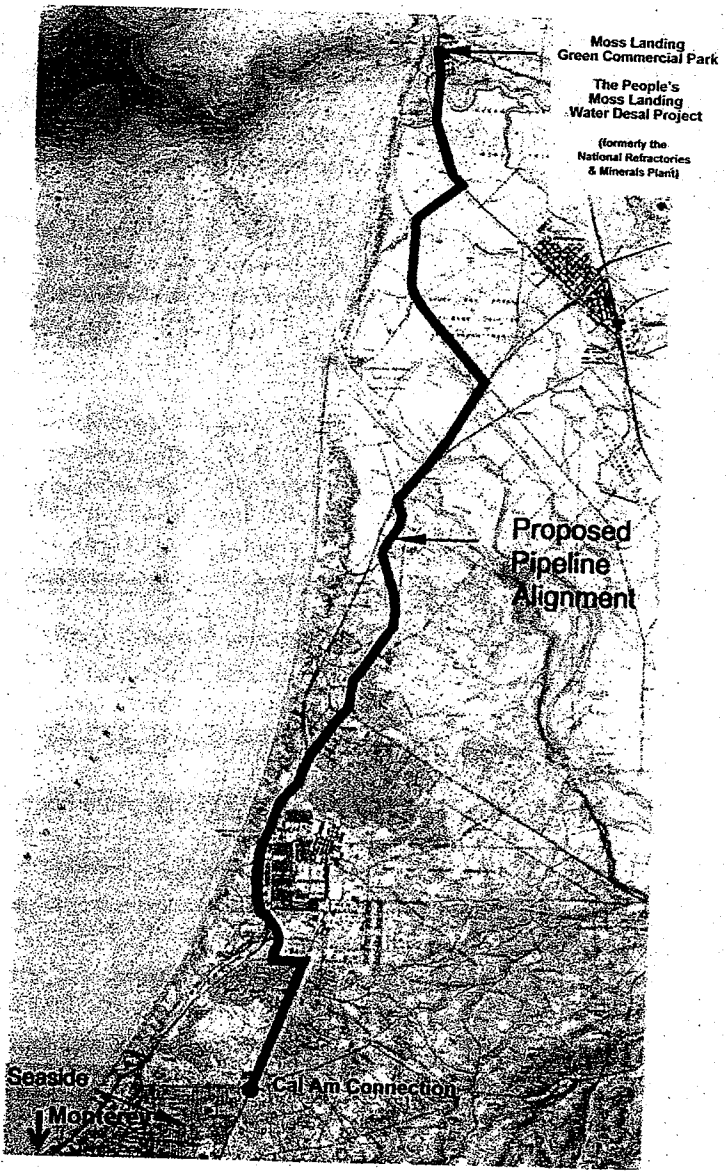 Moss Landing
Green Commercial Park
The People's
Moss Landing
Water Desal Project
(formerly the
National Refractories
& Minerals Plant)
Proposed
Pipeline
Alignment
Seaside
Cal Am Connection
Monterey